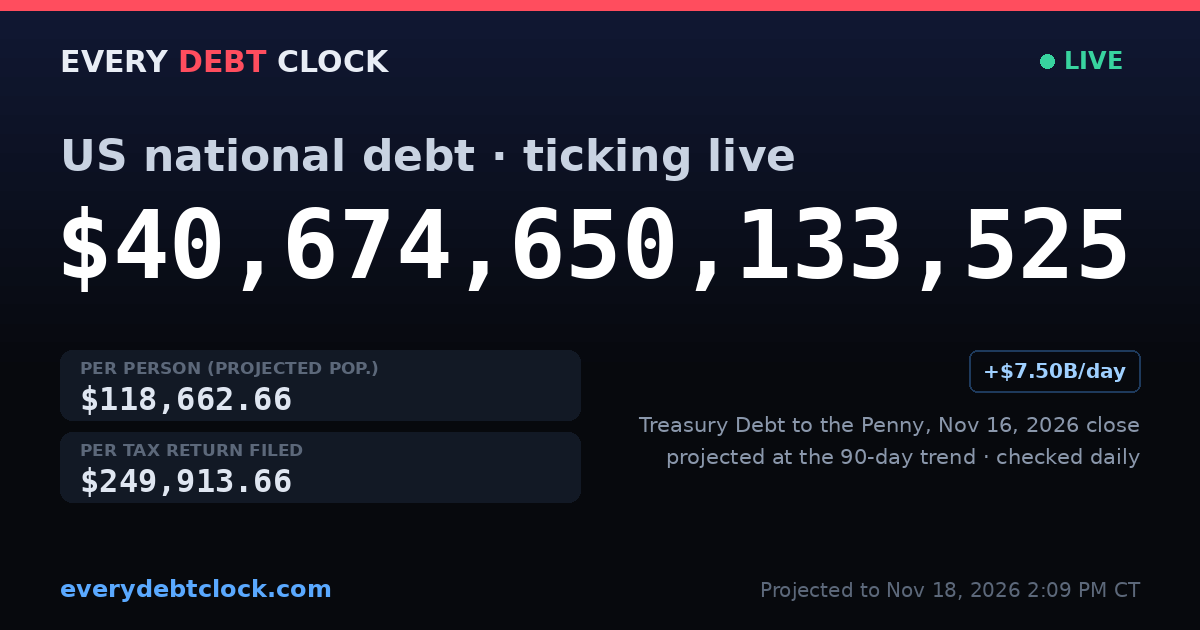 EVERY DEBT CLOCK
LIVE
US national debt · ticking live
$40,674,650,133,525
PER PERSON (PROJECTED POP.)
$118,662.66
PER TAX RETURN FILED
$249,913.66
+$7.50B/day
Treasury Debt to the Penny, Nov 16, 2026 close
projected at the 90-day trend · checked daily
everydebtclock.com
Projected to Nov 18, 2026 2:09 PM CT